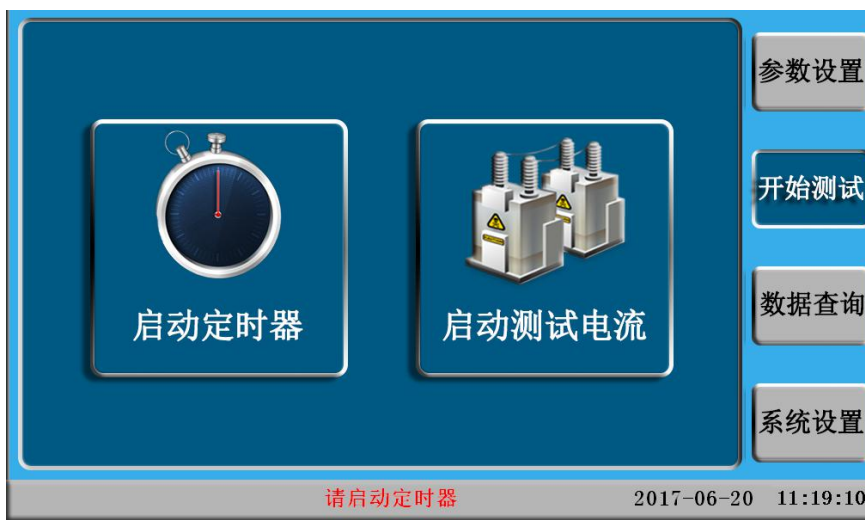 启动定时器
启动测试电流
参数设置
开始测试
数据查询
系统设置
请启动定时器
2017-06-20 11:19:10